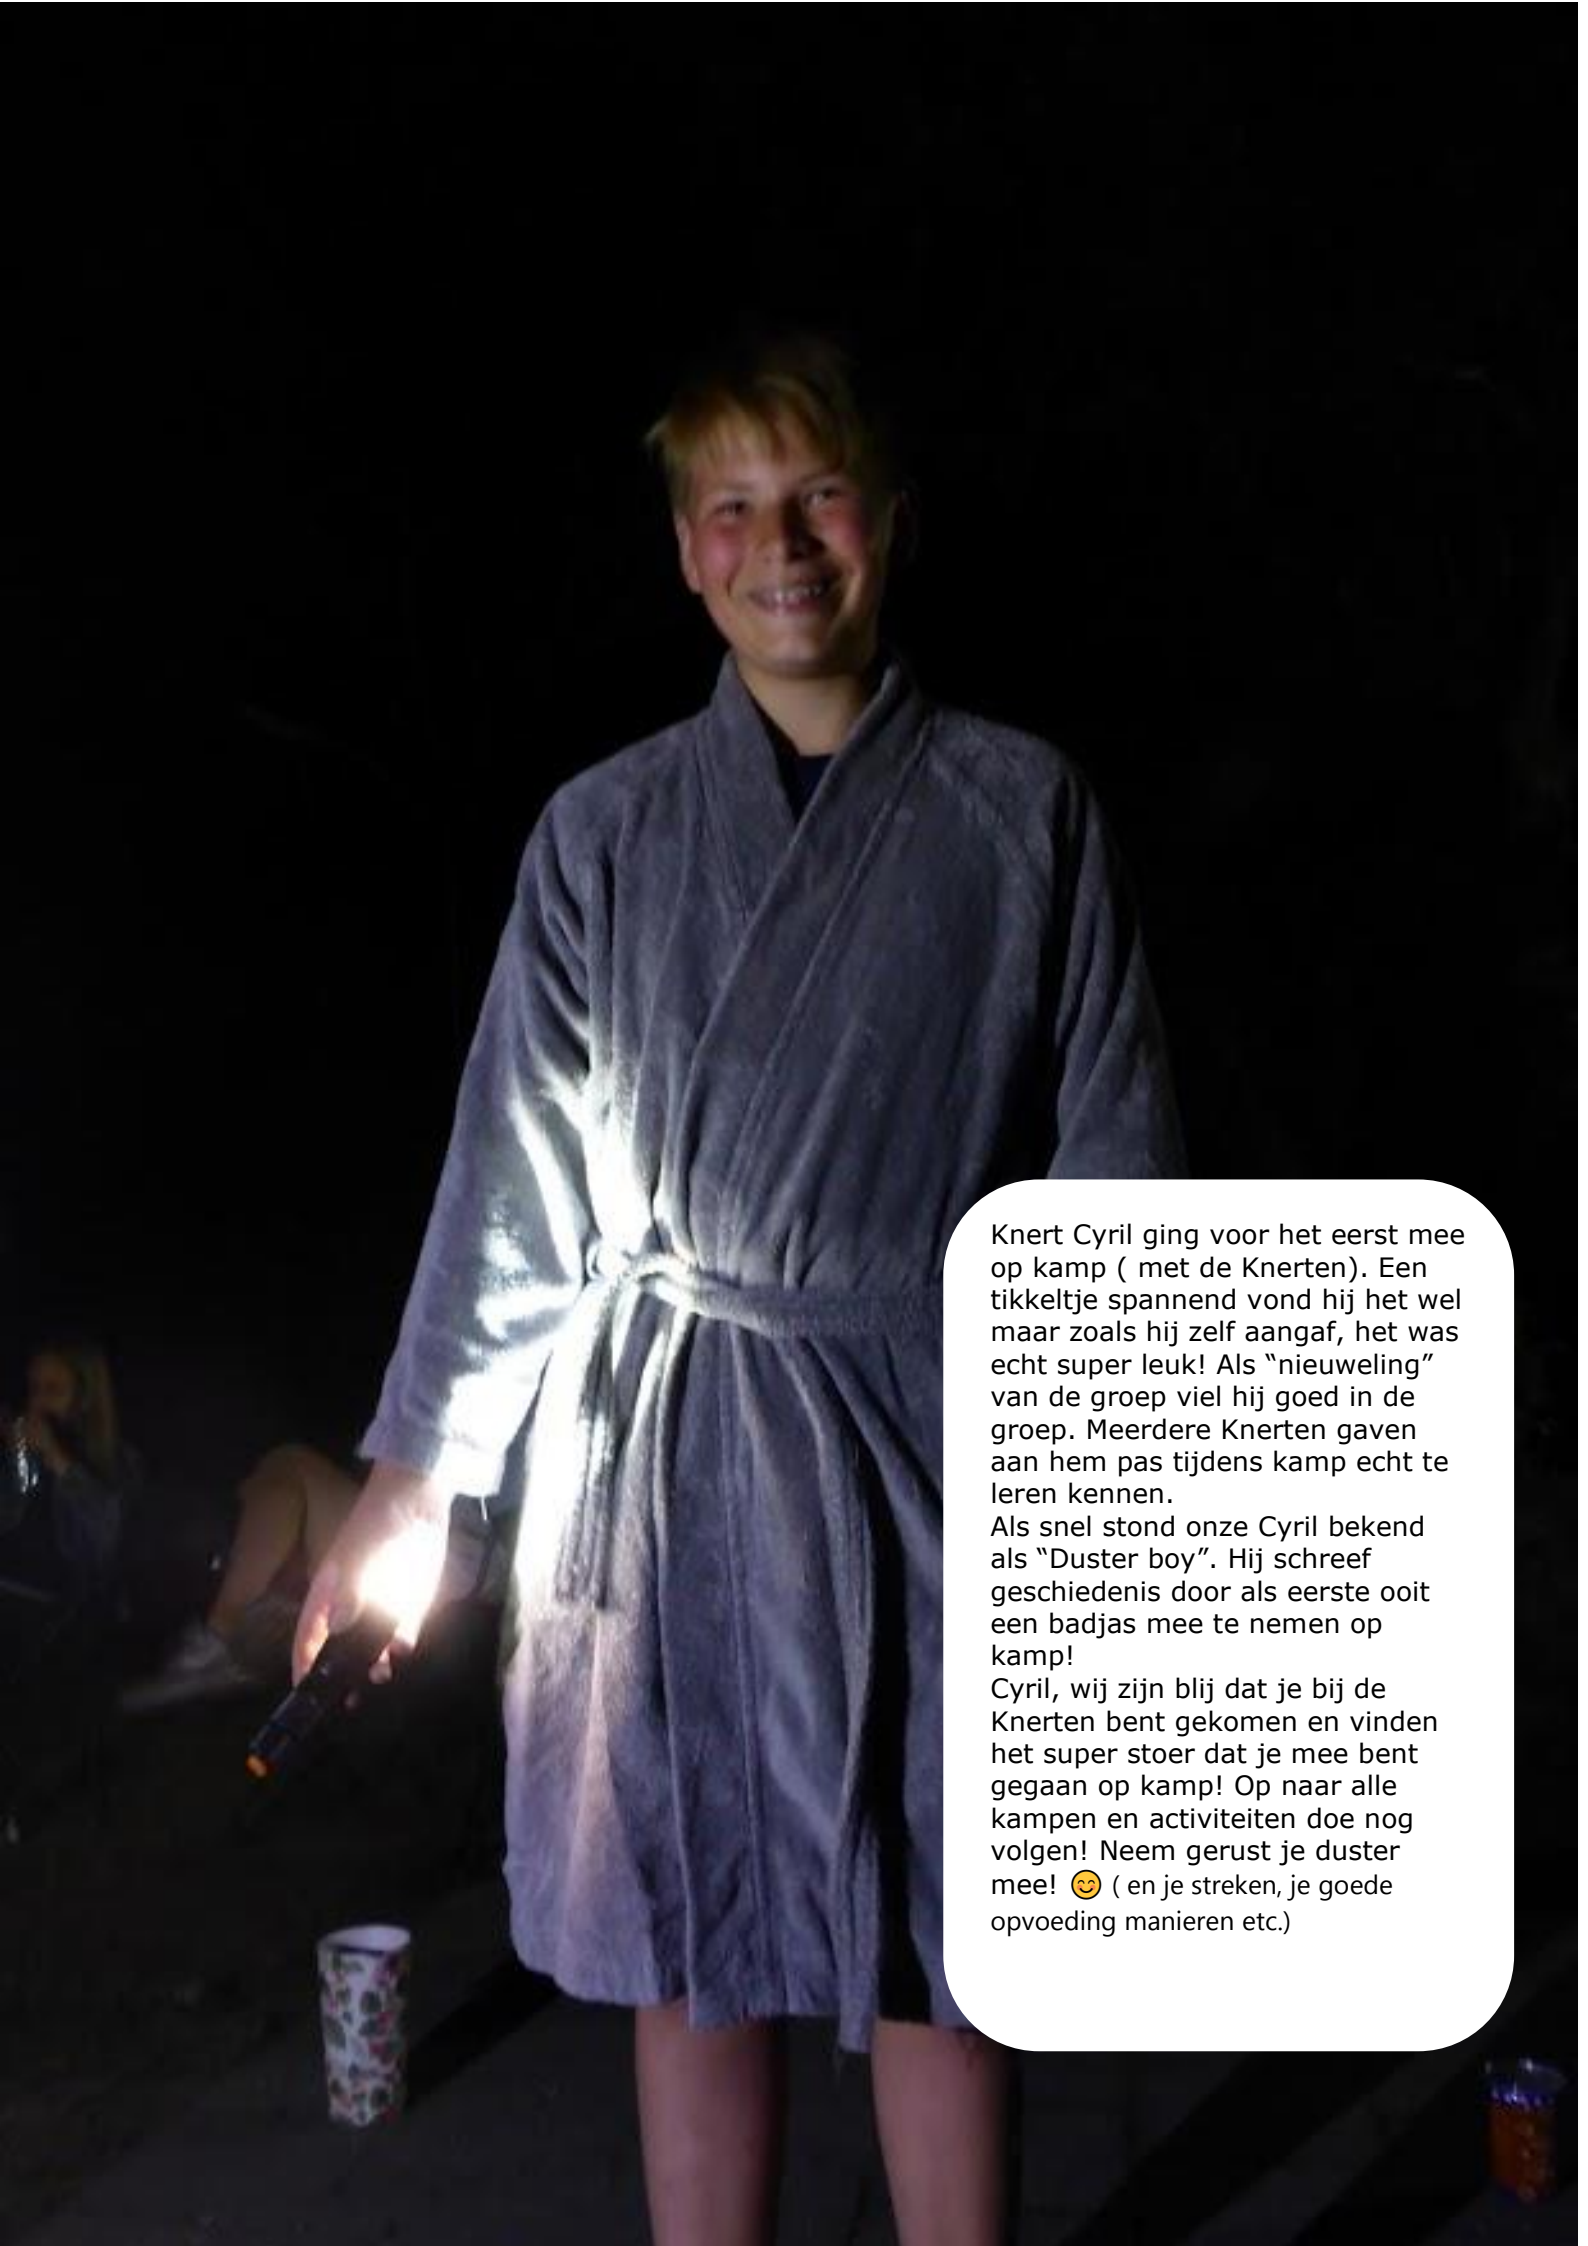 Knert Cyril ging voor het eerst mee
op kamp ( met de Knerten). Een
tikkeltje spannend vond hij het wel
maar zoals hij zelf aangaf, het was
echt super leuk! Als “nieuweling”
van de groep viel hij goed in de
groep. Meerdere Knerten gaven
aan hem pas tijdens kamp echt te
leren kennen.
Als snel stond onze Cyril bekend
als “Duster boy”. Hij schreef
geschiedenis door als eerste ooit
een badjas mee te nemen op
kamp!
Cyril, wij zijn blij dat je bij de
Knerten bent gekomen en vinden
het super stoer dat je mee bent
gegaan op kamp! Op naar alle
kampen en activiteiten doe nog
volgen! Neem gerust je duster
mee! 😊 ( en je streken, je goede
opvoeding manieren etc.)